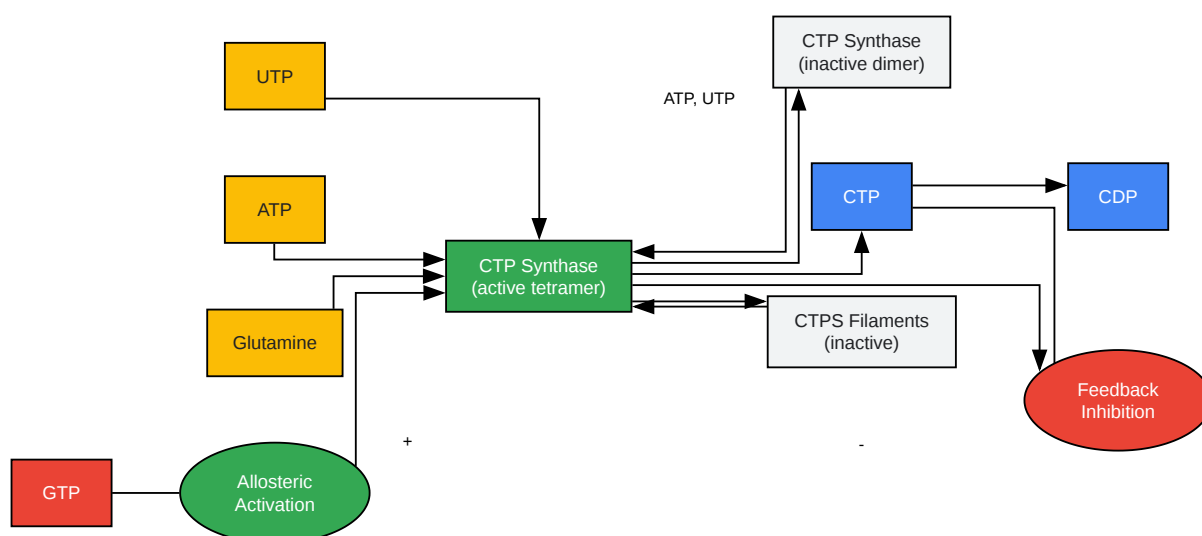 CTP Synthase
(inactive dimer)
UTP
ATP, UTP
ATP
CTP
CDP
CTP Synthase
(active tetramer)
Glutamine
CTPS Filaments
(inactive)
Feedback
Inhibition
+
-
GTP
Allosteric
Activation